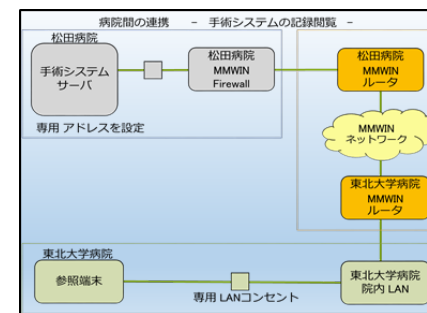 病院間の連携 － 手術システムの記録閲覧 －
松田病院
手術システム
サーバ
松田病院
MMWIN
Firewall
専用 アドレスを設定
松田病院
MMWIN
ルータ
MMWIN
ネットワーク
東北大学病院
MMWIN
ルータ
東北大学病院
参照端末
専用 LANコンセント
東北大学病院
院内 LAN